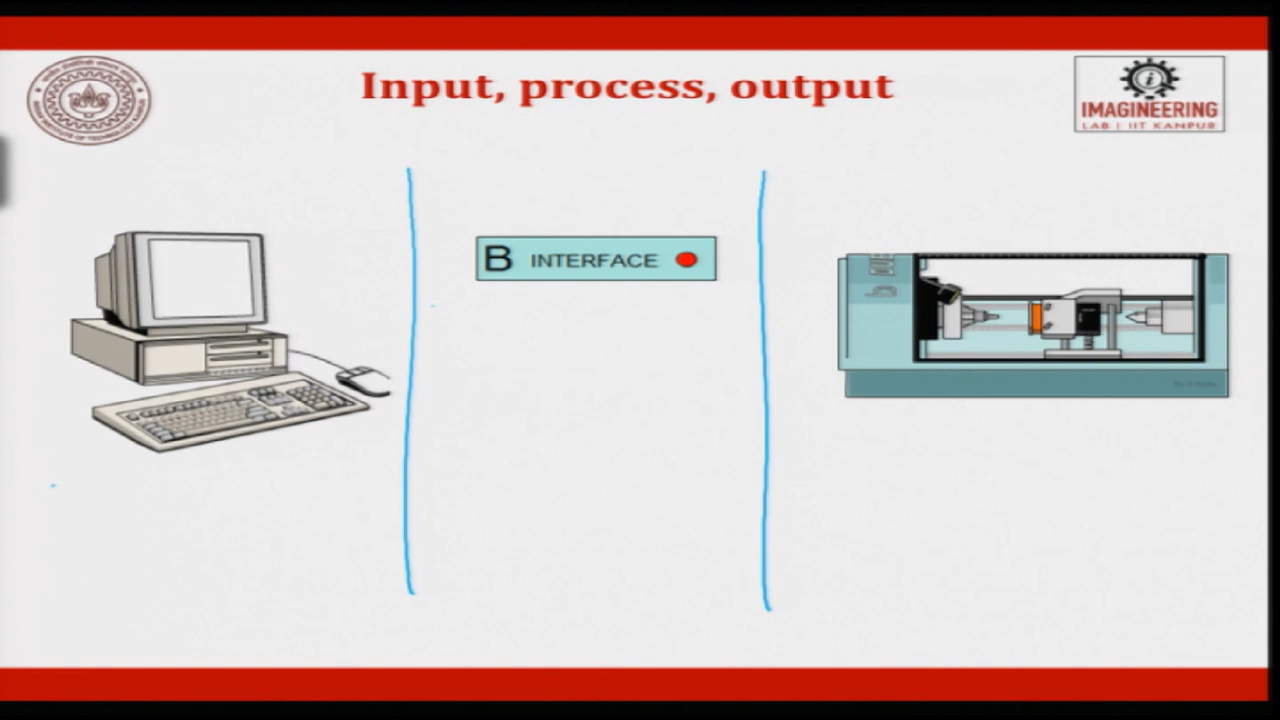 Input, process, output
IMAGINEERING
LAB | IIT KANPUR
B INTERFACE